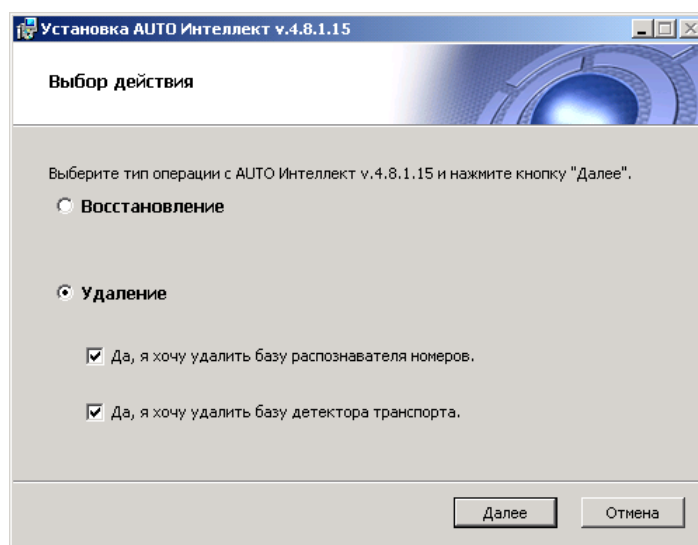 Установка AUTO Интеллект v.4.8.1.15
Выбор действия
Выберите тип операции с AUTO Интеллект v.4.8.1.15 и нажмите кнопку "Далее".
Восстановление
Удаление
Да, я хочу удалить базу распознавателя номеров.
Да, я хочу удалить базу детектора транспорта.
Далее
Отмена